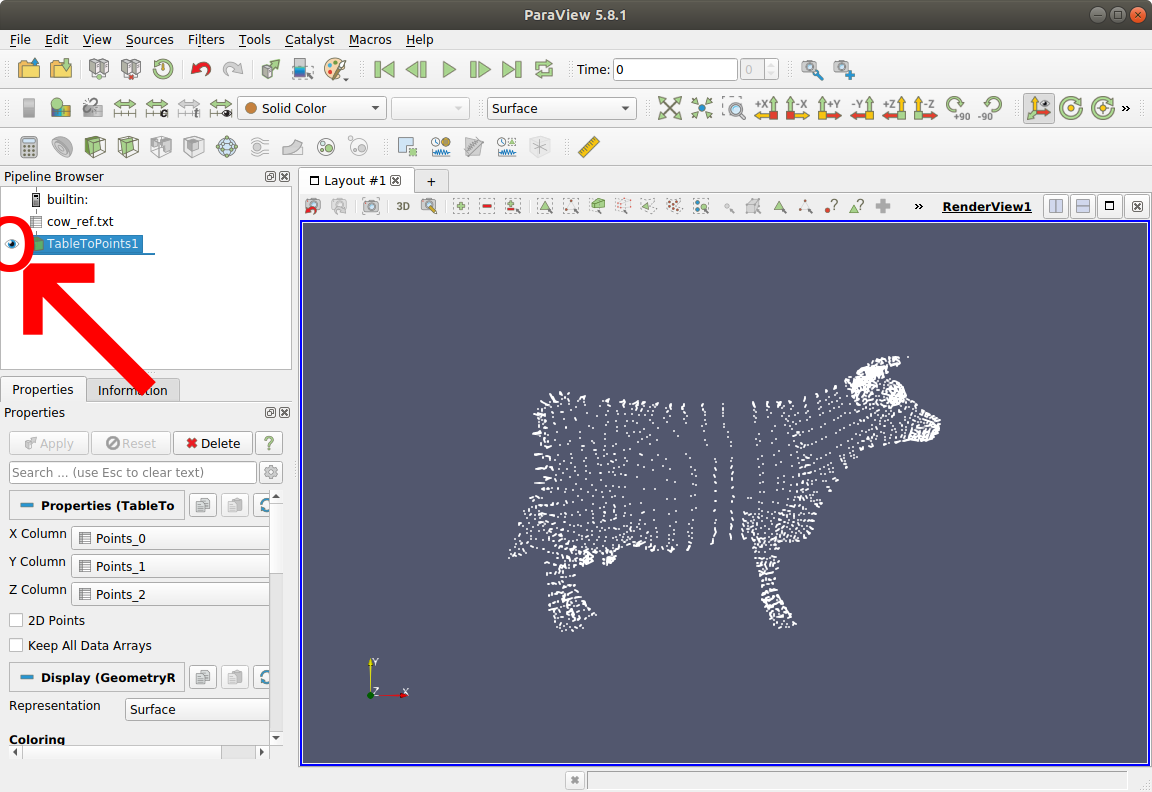 ParaView 5.8.1
File Edit View Sources Filters Tools Catalyst Macros Help
Time: 0 0
Solid Color Surface +X -X +Y -Y +Z -Z +90 -90 »
Pipeline Browser
builtin:
cow_ref.txt
TableToPoints1
Layout #1 +
3D » RenderView1
Properties Information
Properties
Apply Reset Delete ?
Search ... (use Esc to clear text)
Properties (TableTo
X Column Points_0
Y Column Points_1
Z Column Points_2
2D Points
Keep All Data Arrays
Display (GeometryR
Representation Surface
Coloring
Y
Z X